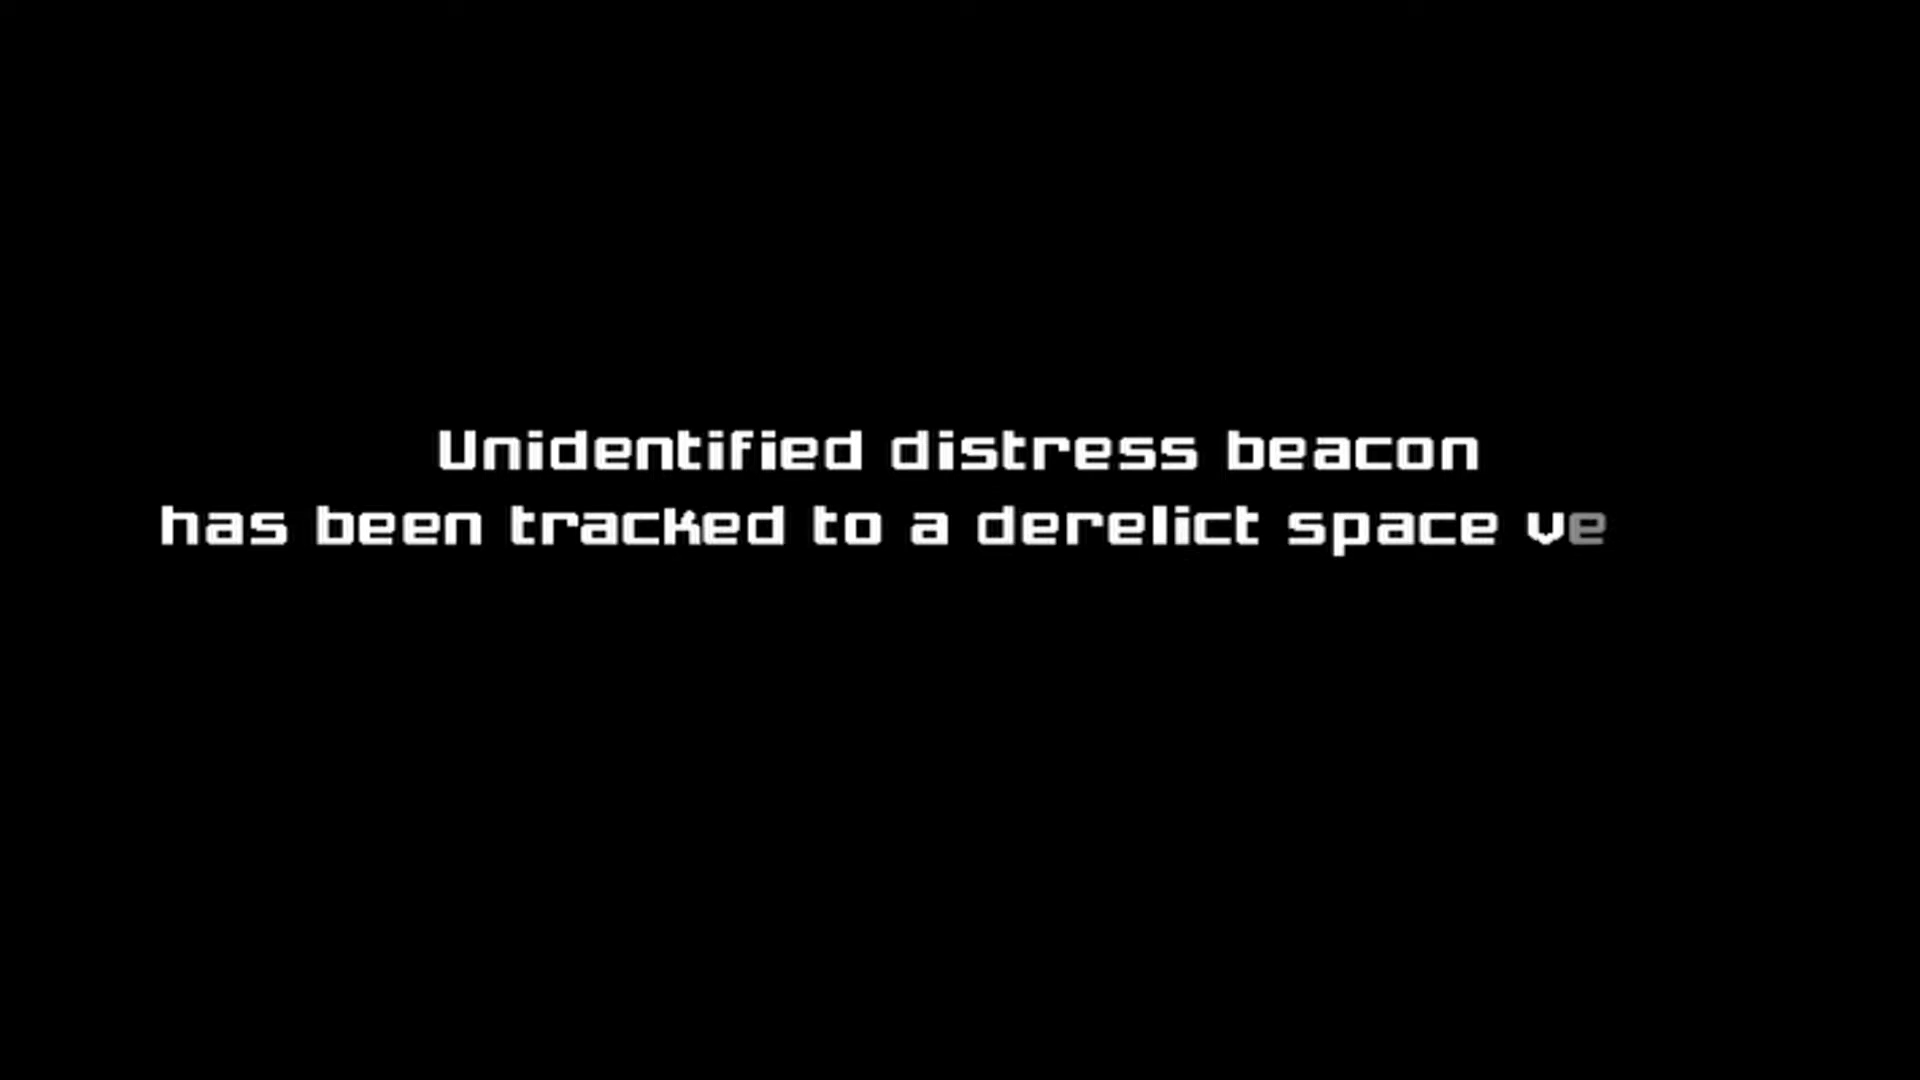 Unidentified distress beacon
has been tracked to a derelict space ve